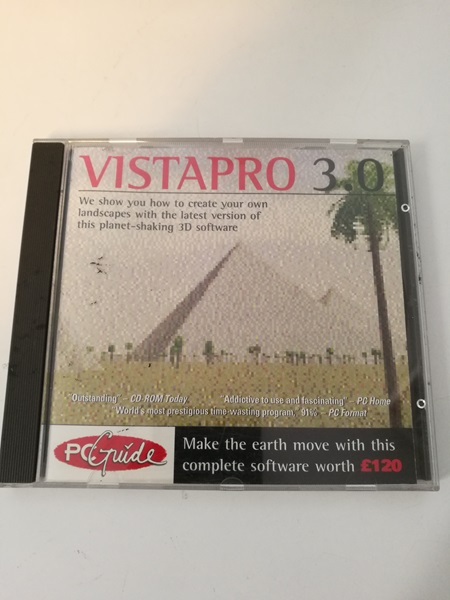 VISTAPRO 3.0
We show you how to create your own
landscapes with the latest version of
this planet-shaking 3D software
"Outstanding" - CD-ROM Today "Addictive to use and fascinating" - PC Home
"World's most prestigious time-wasting program," 91% - PC Format
PC Guide
Make the earth move with this
complete software worth £120